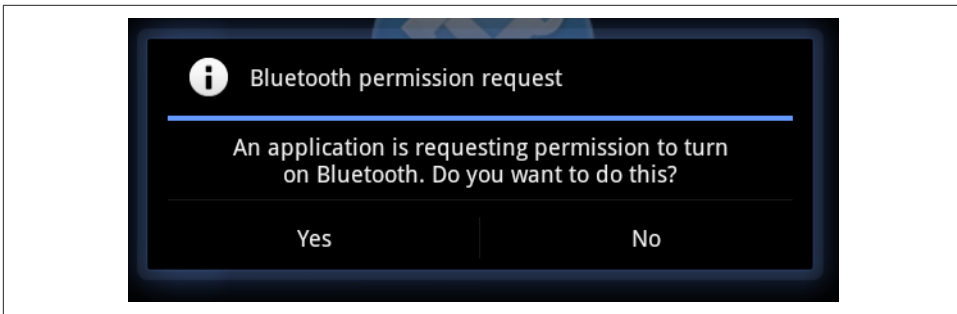 Bluetooth permission request
An application is requesting permission to turn
on Bluetooth. Do you want to do this?
Yes
No